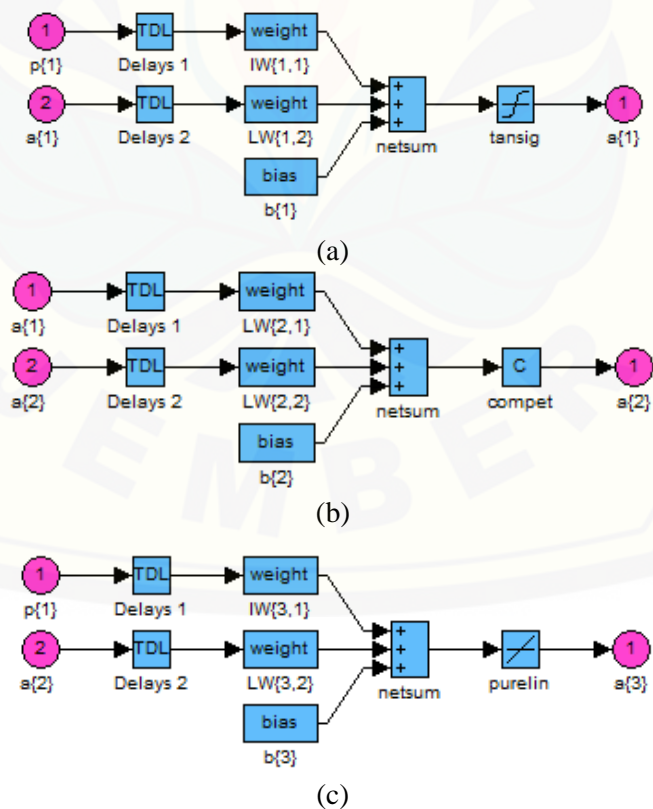 1 TDL weight
p{1} Delays 1 IW{1,1}
+
2 TDL weight + 1
+
a{1} Delays 2 LW{1,2} netsum tansig a{1}
bias
b{1}
(a)
1 TDL weight
a{1} Delays 1 LW{2,1}
+
2 TDL weight + C 1
+
a{2} Delays 2 LW{2,2} netsum compet a{2}
bias
b{2}
(b)
1 TDL weight
p{1} Delays 1 IW{3,1}
+
2 TDL weight + 1
+
a{2} Delays 2 LW{3,2} netsum purelin a{3}
bias
b{3}
(c)
EMBER